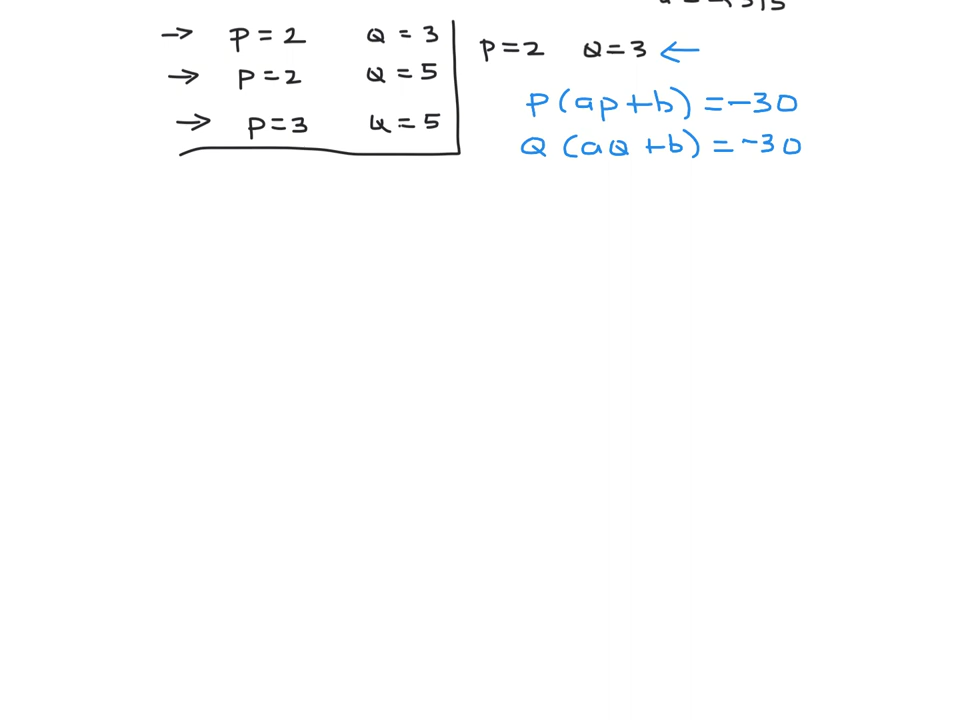 → P = 2 Q = 3
→ P = 2 Q = 5
→ P = 3 Q = 5
P = 2 Q = 3 ←
P (ap + b) = -30
Q (aQ + b) = -30